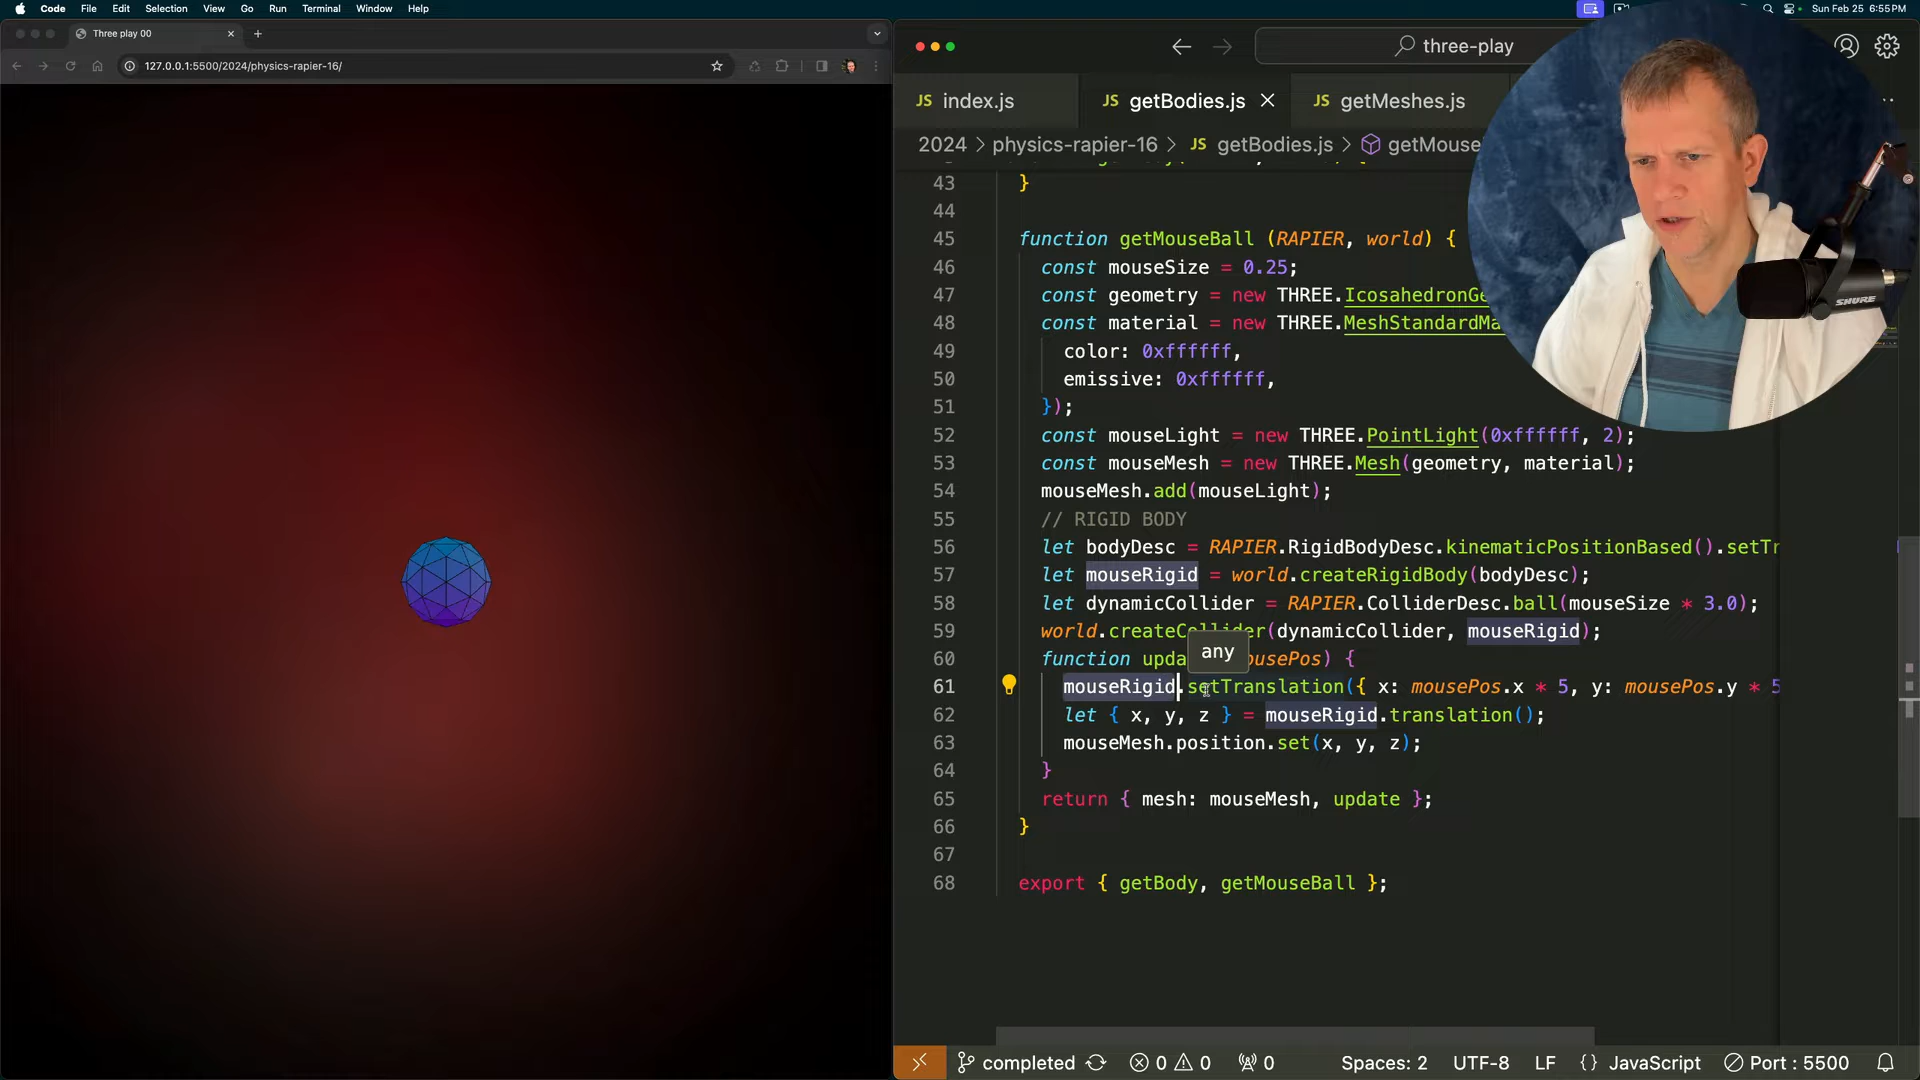 Code File Edit Selection View Go Run Terminal Window Help
Sun Feb 25 6:55 PM
Three play 00
127.0.0.1:5500/2024/physics-rapier-16/
three-play
JS index.js
JS getBodies.js
JS getMeshes.js
2024 > physics-rapier-16 > JS getBodies.js > getMouse
43 }
44
45 function getMouseBall (RAPIER, world) {
46 const mouseSize = 0.25;
47 const geometry = new THREE.IcosahedronGe
48 const material = new THREE.MeshStandardMa
49 color: 0xffffff,
50 emissive: 0xffffff,
51 });
52 const mouseLight = new THREE.PointLight(0xffffff, 2);
53 const mouseMesh = new THREE.Mesh(geometry, material);
54 mouseMesh.add(mouseLight);
55 // RIGID BODY
56 let bodyDesc = RAPIER.RigidBodyDesc.kinematicPositionBased().setTr
57 let mouseRigid = world.createRigidBody(bodyDesc);
58 let dynamicCollider = RAPIER.ColliderDesc.ball(mouseSize * 3.0);
59 world.createCollider(dynamicCollider, mouseRigid);
any
60 function upda ousePos) {
61 mouseRigid.setTranslation({ x: mousePos.x * 5, y: mousePos.y * 5
62 let { x, y, z } = mouseRigid.translation();
63 mouseMesh.position.set(x, y, z);
64 }
65 return { mesh: mouseMesh, update };
66 }
67
68 export { getBody, getMouseBall };
SHURE
completed 0 0 0 Spaces: 2 UTF-8 LF {} JavaScript Port : 5500